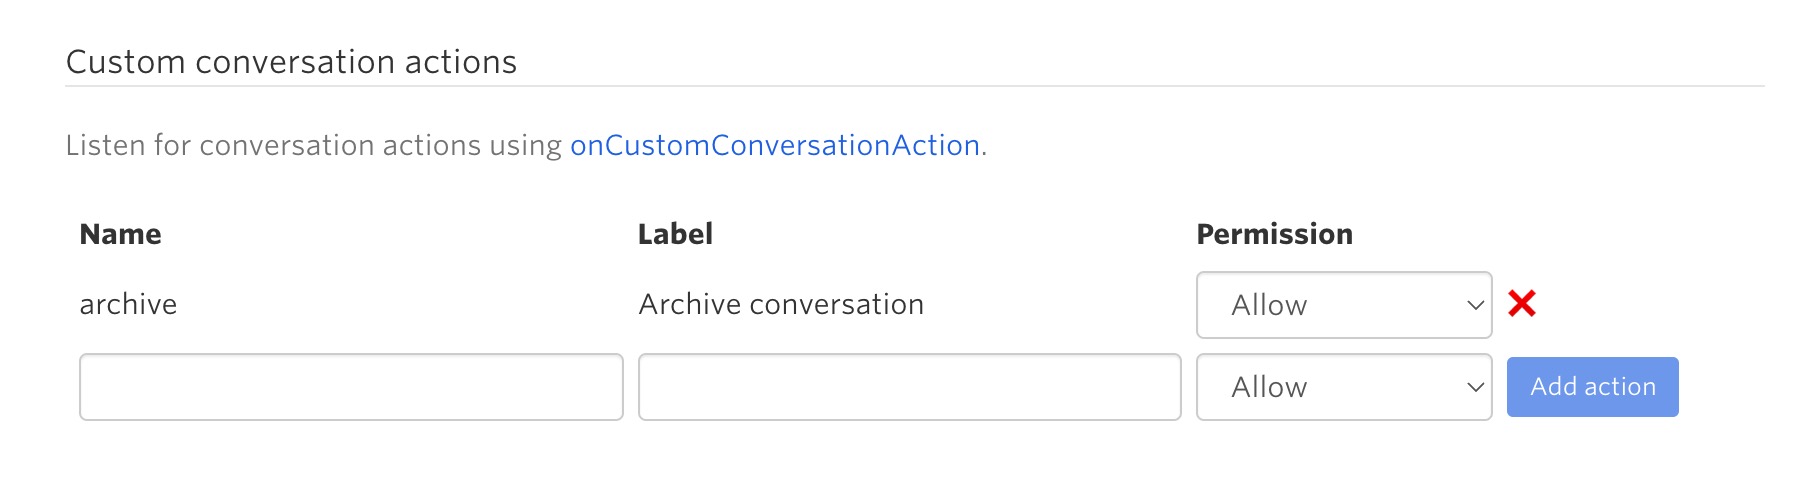 Custom conversation actions
Listen for conversation actions using onCustomConversationAction.
Name Label Permission
archive Archive conversation Allow
Allow Add action